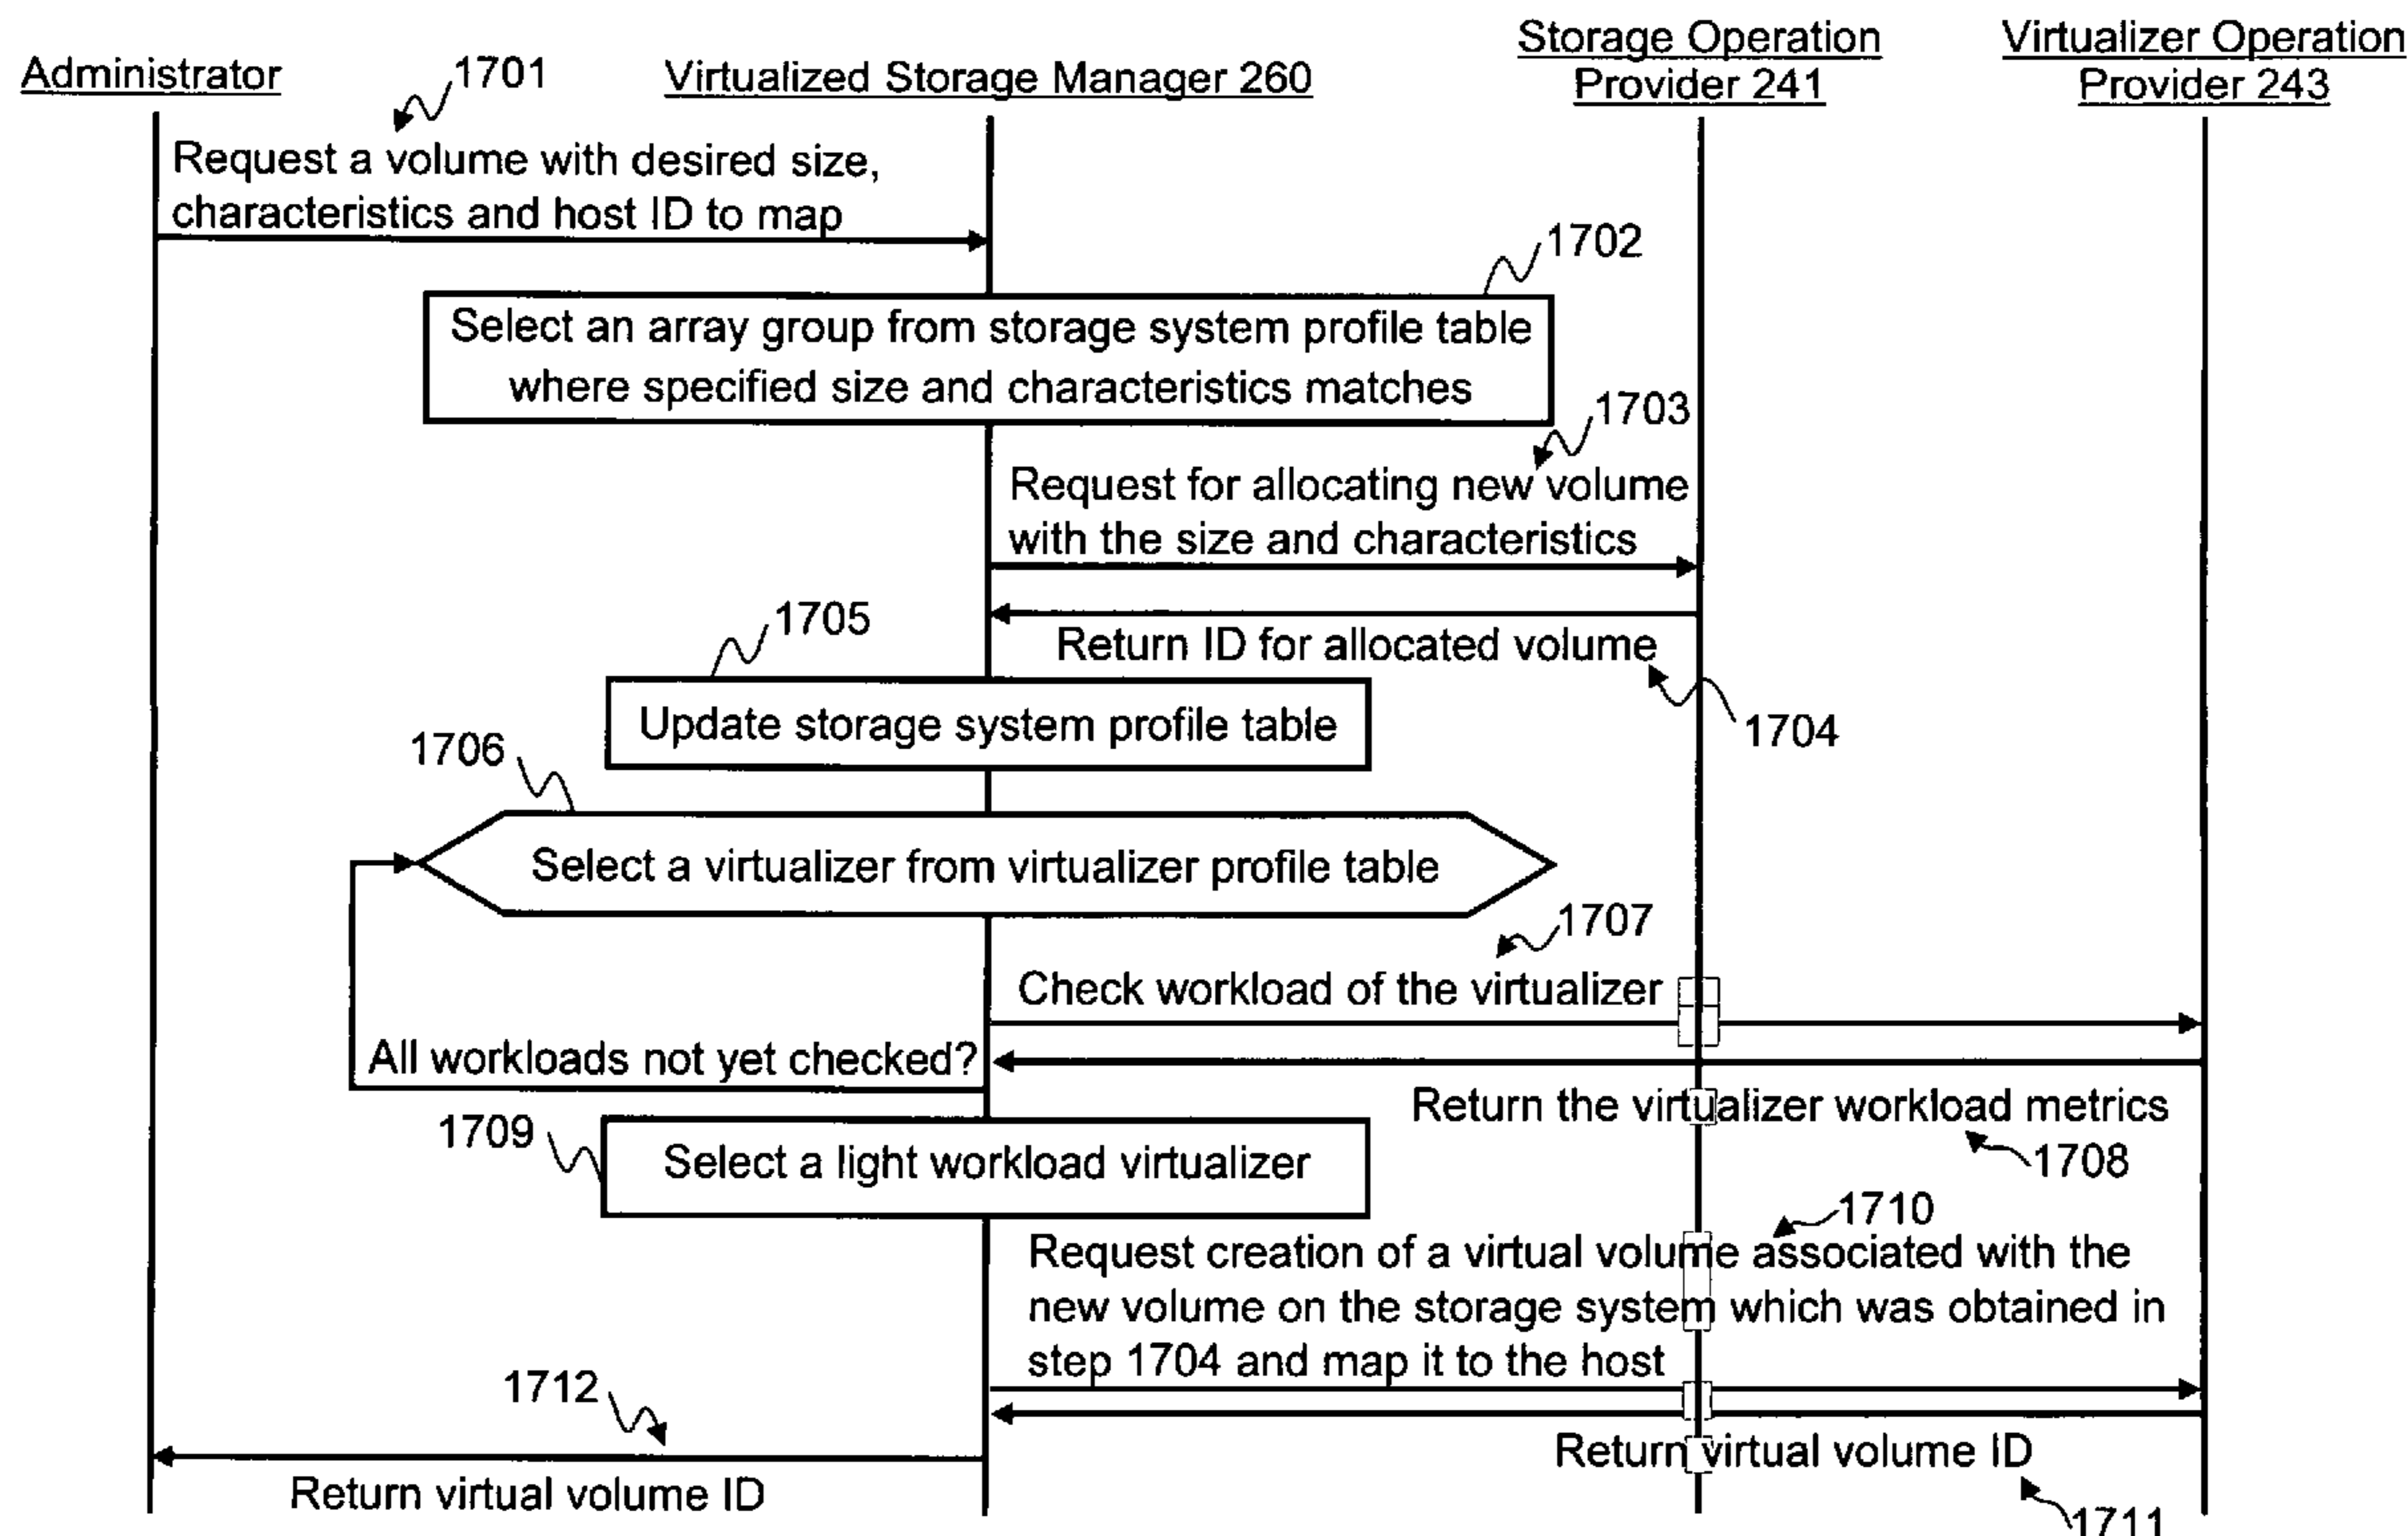 Administrator
1701
Virtualized Storage Manager 260
Storage Operation
Provider 241
Virtualizer Operation
Provider 243
Request a volume with desired size,
characteristics and host ID to map
1702
Select an array group from storage system profile table
where specified size and characteristics matches
1703
Request for allocating new volume
with the size and characteristics
1705
Return ID for allocated volume
Update storage system profile table
1704
1706
Select a virtualizer from virtualizer profile table
1707
Check workload of the virtualizer
All workloads not yet checked?
Return the virtualizer workload metrics
1708
1709
Select a light workload virtualizer
1710
Request creation of a virtual volume associated with the
new volume on the storage system which was obtained in
step 1704 and map it to the host
1712
Return virtual volume ID
Return virtual volume ID
1711